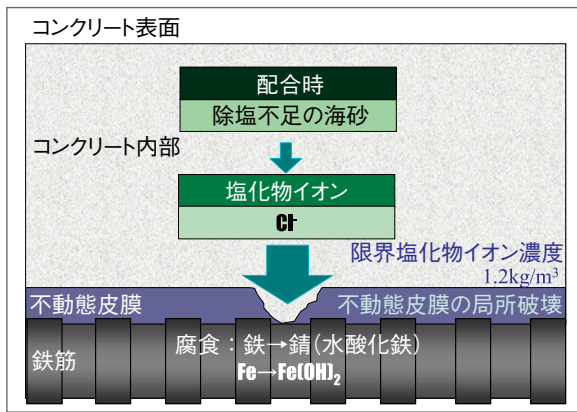 コンクリート表面
配合時
除塩不足の海砂
コンクリート内部
塩化物イオン
Cl-
限界塩化物イオン濃度
1.2kg/m³
不動態皮膜
不動態皮膜の局所破壊
腐食：鉄→錆(水酸化鉄)
鉄筋
Fe→Fe(OH)₂